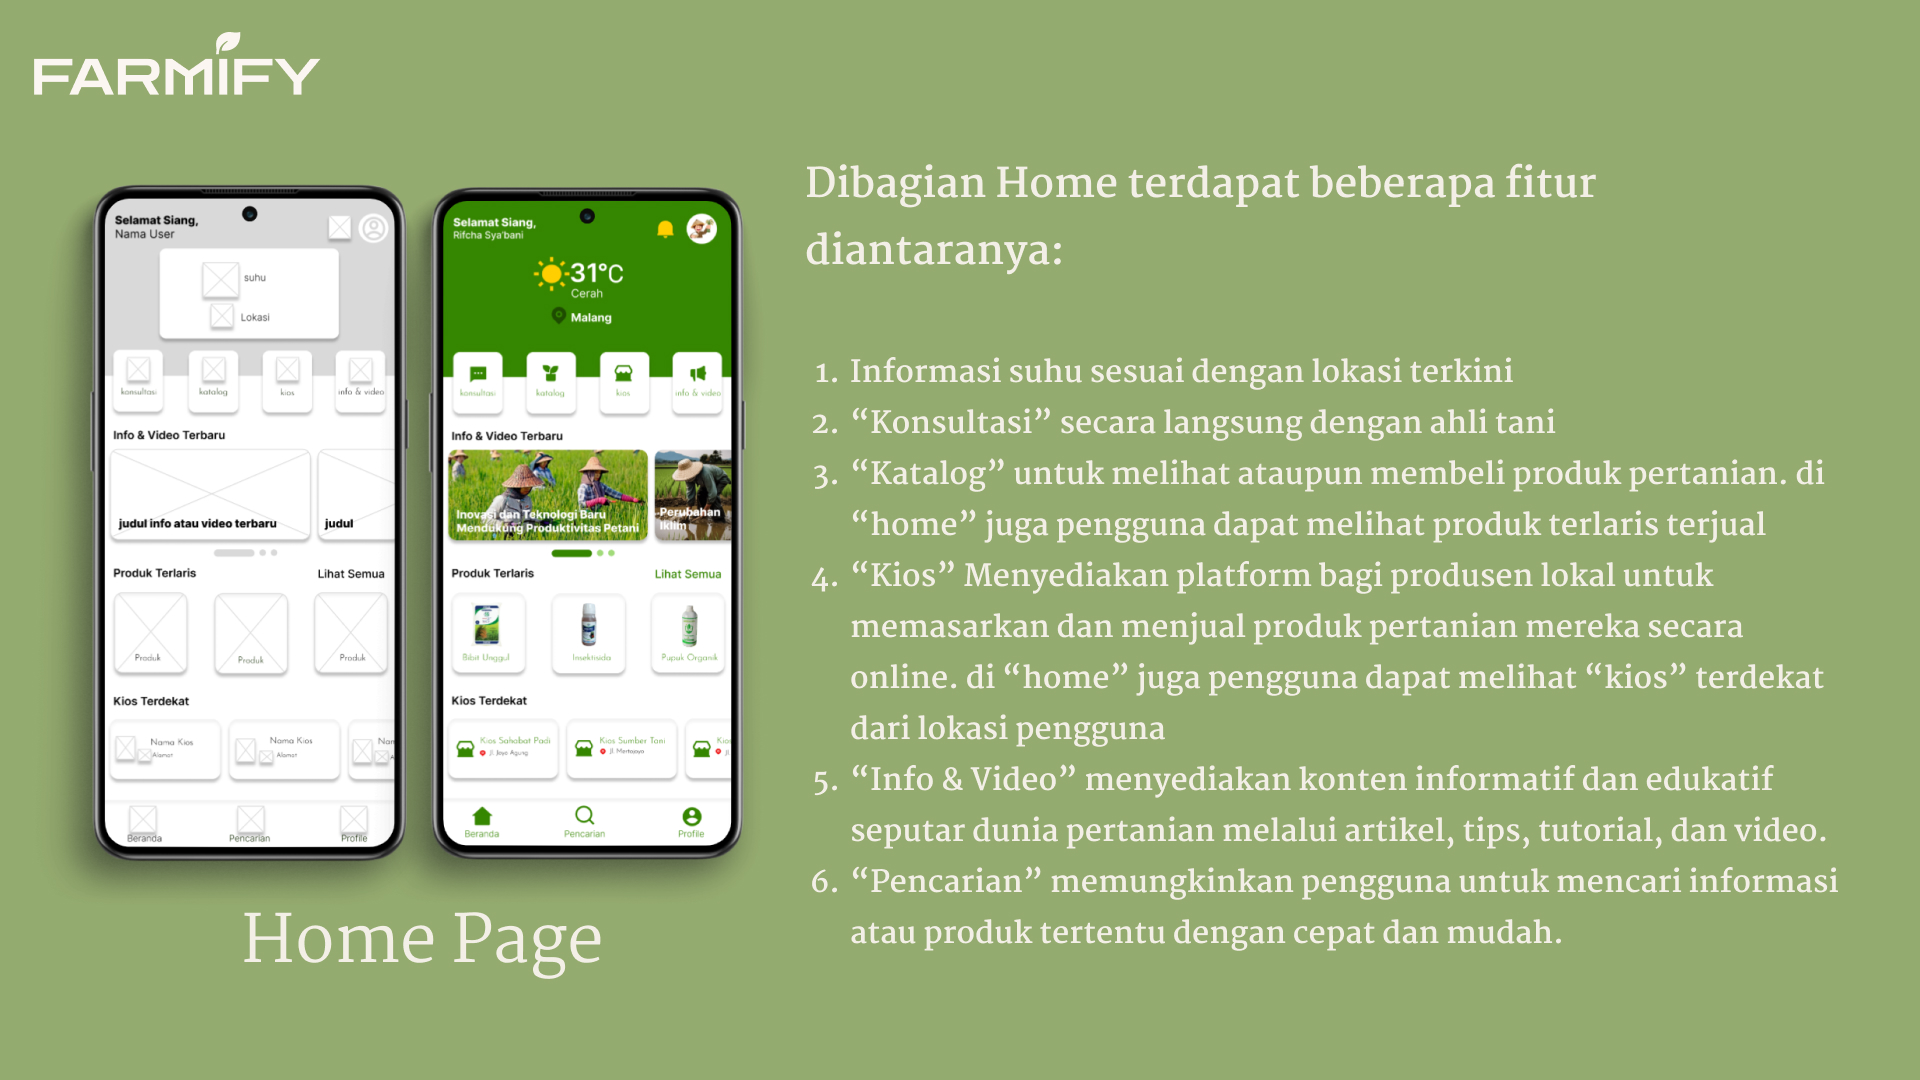 FARMIFY
Selamat Siang,
Nama User
suhu
Lokasi
konsultasi
katalog
kios
info & video
Info & Video Terbaru
judul info atau video terbaru
judul
Produk Terlaris
Lihat Semua
Produk
Produk
Produk
Kios Terdekat
Nama Kios
Alamat
Nama Kios
Alamat
Nam
Alamat
Beranda
Pencarian
Profile
Selamat Siang,
Rifcha Sya'bani
31°C
Cerah
Malang
konsultasi
katalog
kios
info & video
Info & Video Terbaru
Inovasi dan Teknologi Baru
Mendukung Produktivitas Petani
Perubahan
Iklim
Produk Terlaris
Lihat Semua
Bibit Unggul
Insektisida
Pupuk Organik
Kios Terdekat
Kios Sahabat Padi
Jl. Jaya Agung
Kios Sumber Tani
Jl. Mertojoyo
Kios
Jl
Beranda
Pencarian
Profile
Home Page
Dibagian Home terdapat beberapa fitur
diantaranya:
1. Informasi suhu sesuai dengan lokasi terkini
2. “Konsultasi” secara langsung dengan ahli tani
3. “Katalog” untuk melihat ataupun membeli produk pertanian. di
“home” juga pengguna dapat melihat produk terlaris terjual
4. “Kios” Menyediakan platform bagi produsen lokal untuk
memasarkan dan menjual produk pertanian mereka secara
online. di “home” juga pengguna dapat melihat “kios” terdekat
dari lokasi pengguna
5. “Info & Video” menyediakan konten informatif dan edukatif
seputar dunia pertanian melalui artikel, tips, tutorial, dan video.
6. “Pencarian” memungkinkan pengguna untuk mencari informasi
atau produk tertentu dengan cepat dan mudah.